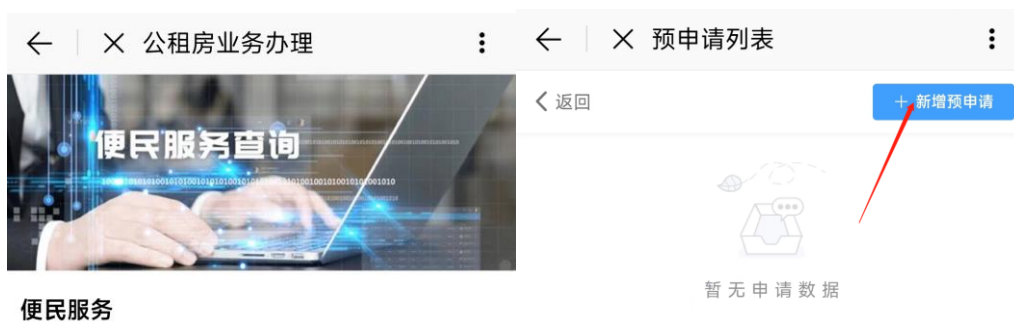 公租房业务办理
便民服务查询
便民服务
预申请列表
返回
+ 新增预申请
暂无申请数据